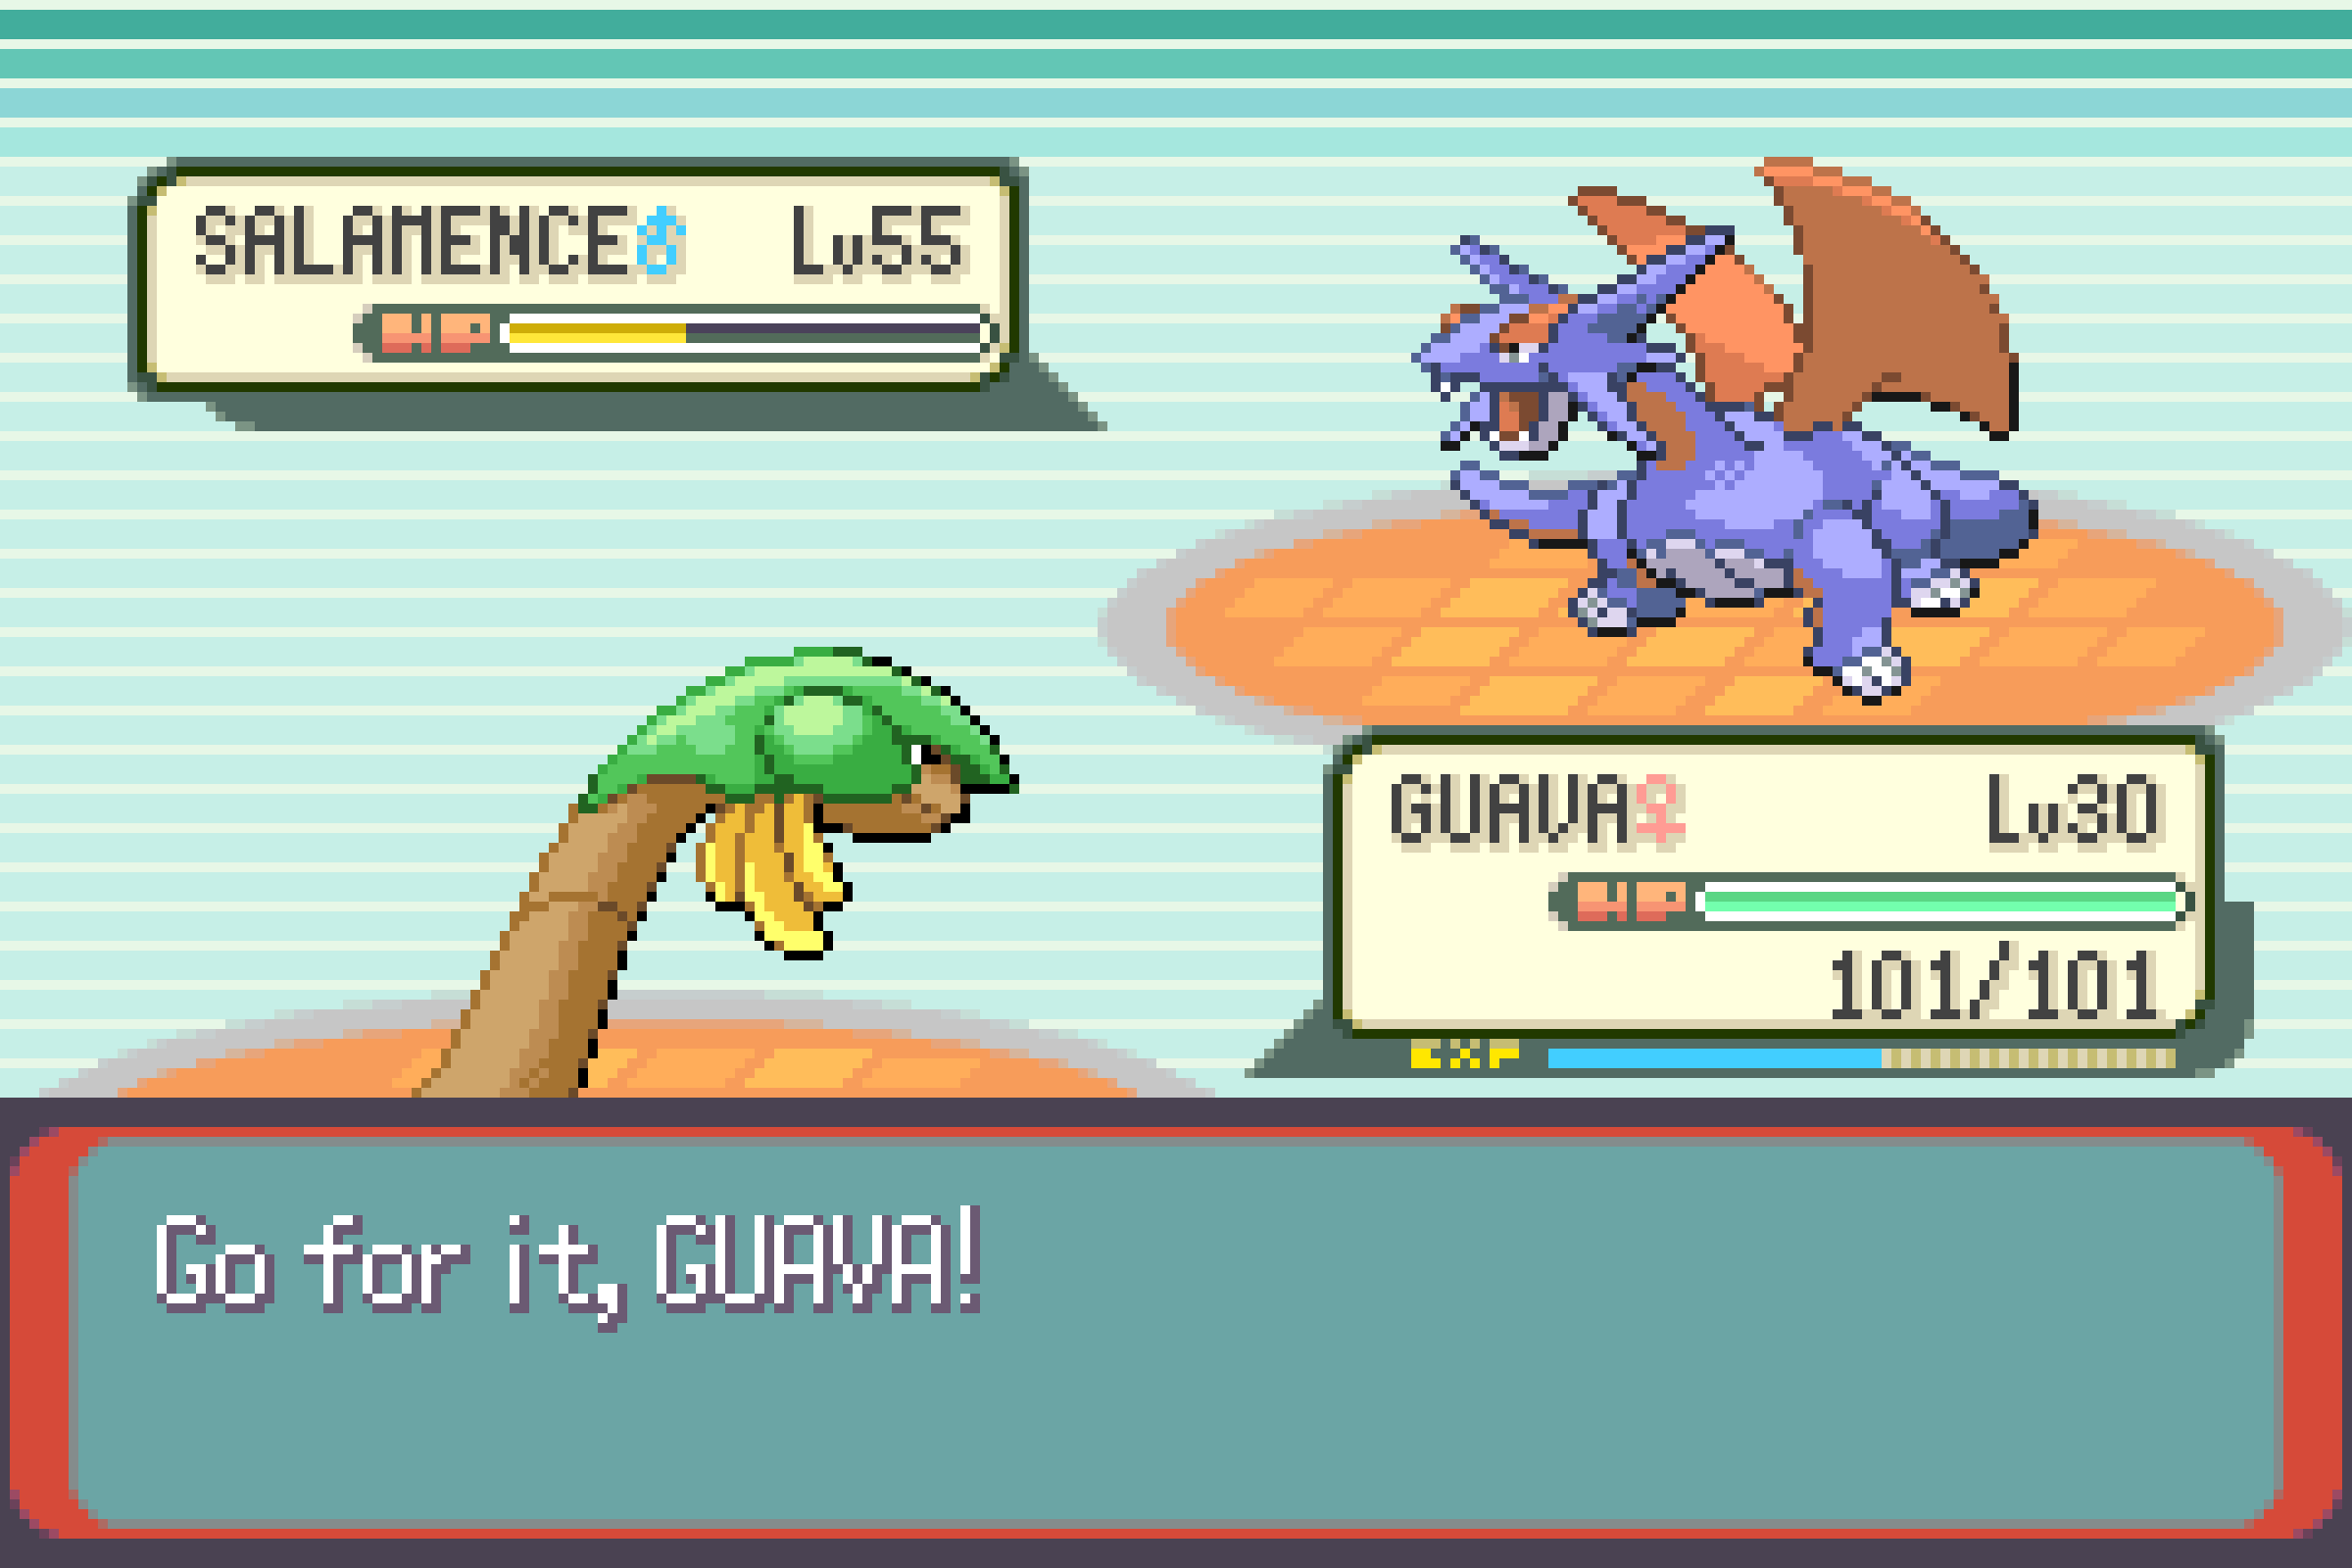 SALAMENCE♂ Lv55
HP
GUAVA♀ Lv30
HP
101/101
EXP
Go for it, GUAVA!